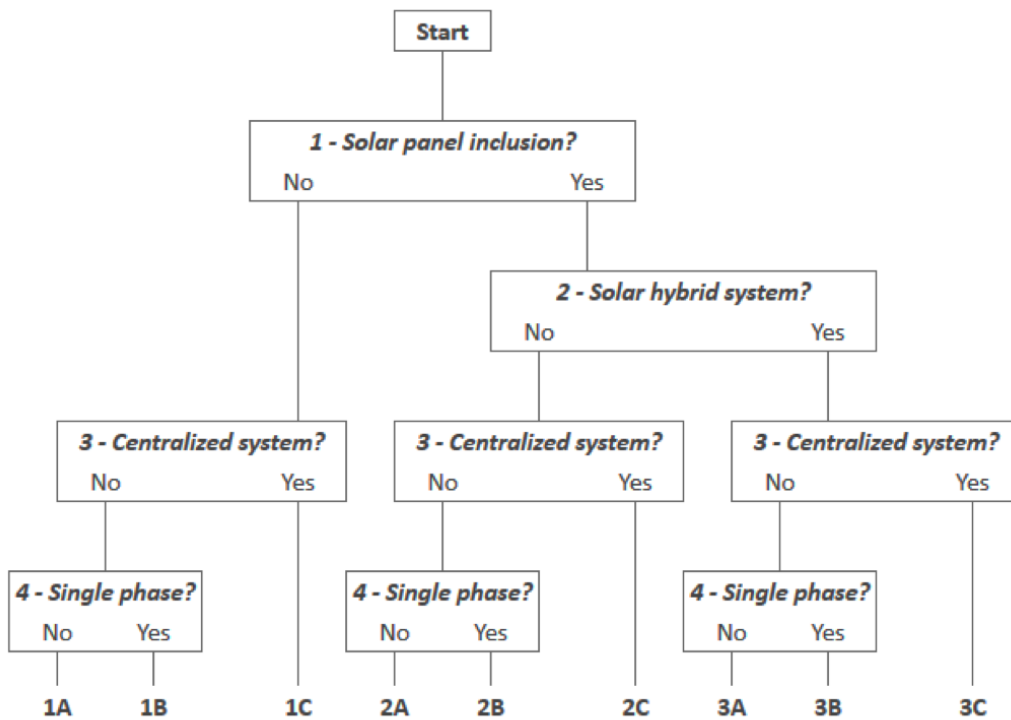 Start
1 - Solar panel inclusion?
No Yes
2 - Solar hybrid system?
No Yes
3 - Centralized system? 3 - Centralized system? 3 - Centralized system?
No Yes No Yes No Yes
4 - Single phase? 4 - Single phase? 4 - Single phase?
No Yes No Yes No Yes
1A 1B 1C 2A 2B 2C 3A 3B 3C